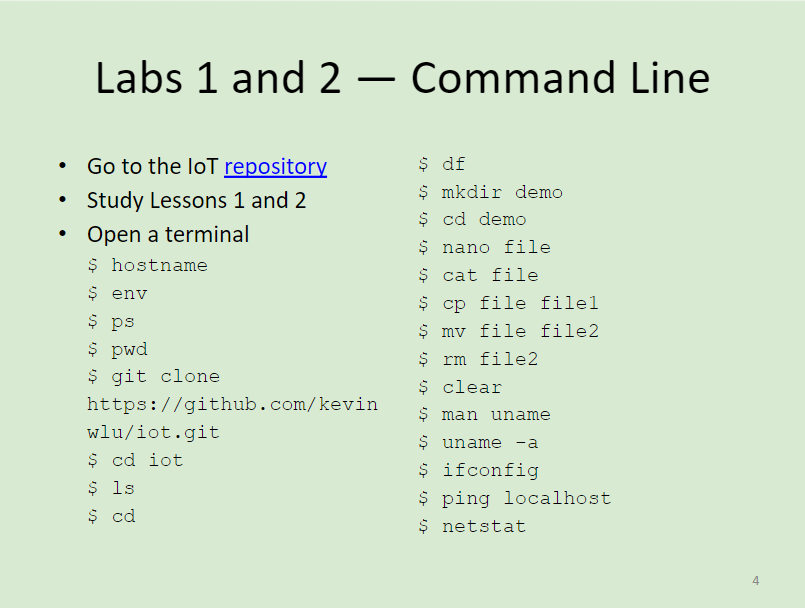 Labs 1 and 2 — Command Line
• Go to the IoT repository
• Study Lessons 1 and 2
• Open a terminal
$ hostname
$ env
$ ps
$ pwd
$ git clone
https://github.com/kevin
wlu/iot.git
$ cd iot
$ ls
$ cd
$ df
$ mkdir demo
$ cd demo
$ nano file
$ cat file
$ cp file file1
$ mv file file2
$ rm file2
$ clear
$ man uname
$ uname -a
$ ifconfig
$ ping localhost
$ netstat
4